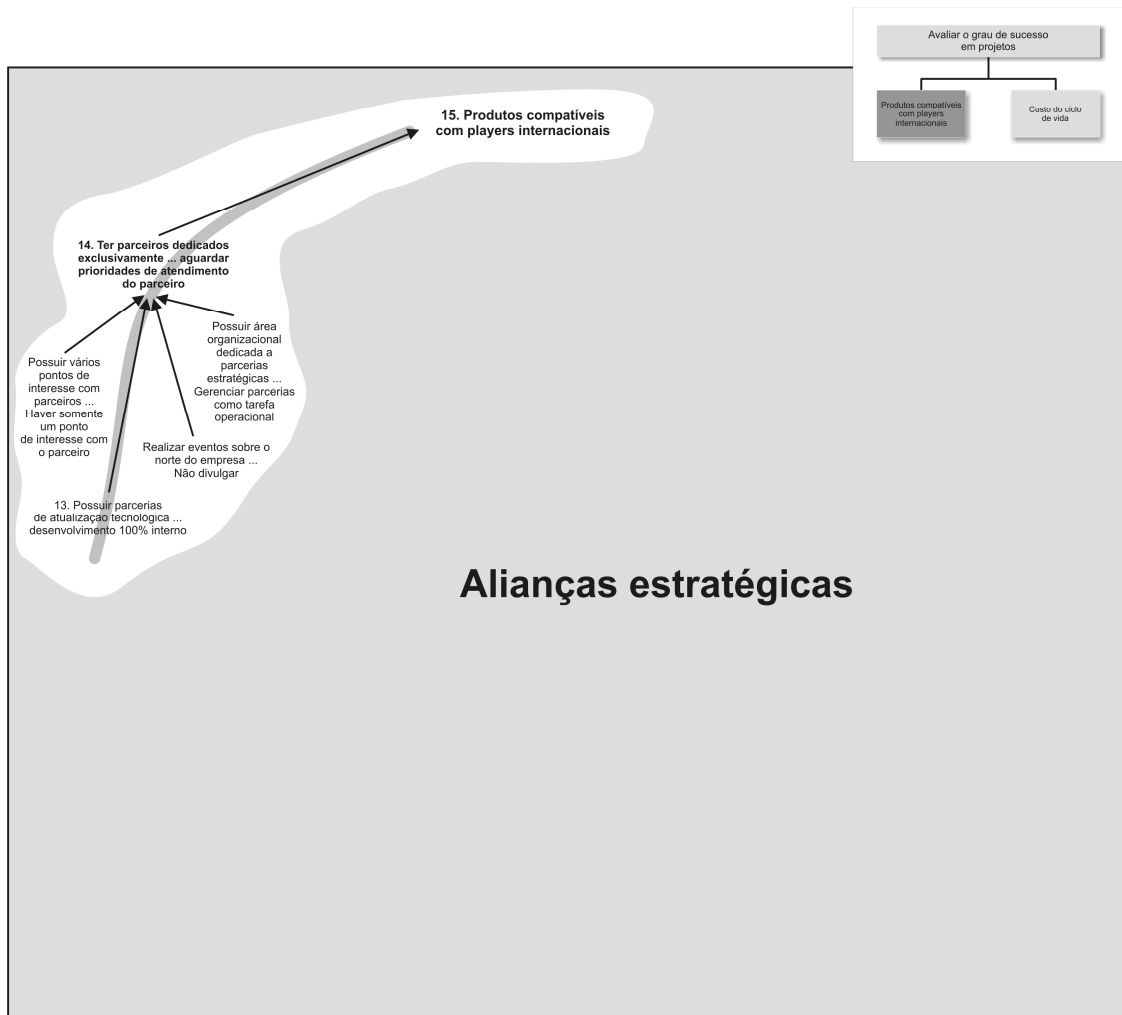 Avaliar o grau de sucesso
em projetos
Produtos compatíveis
com players
internacionais
Custo do ciclo
de vida
15. Produtos compatíveis
com players internacionais
14. Ter parceiros dedicados
exclusivamente ... aguardar
prioridades de atendimento
do parceiro
Possuir vários
pontos de
interesse com
parceiros ...
Haver somente
um ponto
de interesse com
o parceiro
Possuir área
organizacional
dedicada a
parcerias
estratégicas ...
Gerenciar parcerias
como tarefa
operacional
Realizar eventos sobre o
norte do empresa ...
Não divulgar
13. Possuir parcerias
de atualização tecnológica ...
desenvolvimento 100% interno
Alianças estratégicas